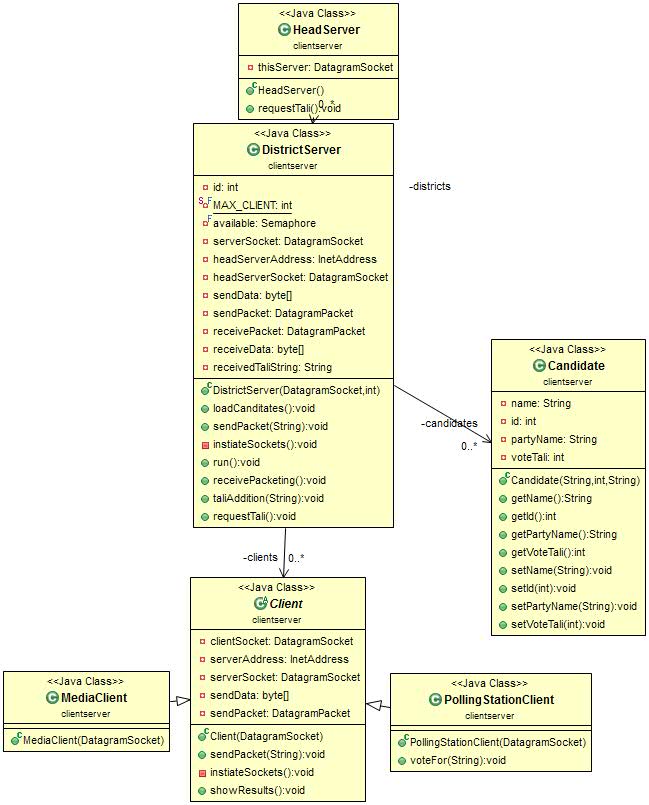 <<Java Class>>
HeadServer
clientserver
thisServer: DatagramSocket
HeadServer()
requestTali():void
0..*
<<Java Class>>
DistrictServer
clientserver
id: int
MAX_CLIENT: int
available: Semaphore
serverSocket: DatagramSocket
headServerAddress: InetAddress
headServerSocket: DatagramSocket
sendData: byte[]
sendPacket: DatagramPacket
receivePacket: DatagramPacket
receiveData: byte[]
receivedTaliString: String
DistrictServer(DatagramSocket,int)
loadCanditates():void
sendPacket(String):void
instiateSockets():void
run():void
receivePacketing():void
taliAddition(String):void
requestTali():void
-districts
<<Java Class>>
Candidate
clientserver
name: String
id: int
partyName: String
voteTali: int
Candidate(String,int,String)
getName():String
getId():int
getPartyName():String
getVoteTali():int
setName(String):void
setId(int):void
setPartyName(String):void
setVoteTali(int):void
-candidates
0..*
-clients
0..*
<<Java Class>>
Client
clientserver
clientSocket: DatagramSocket
serverAddress: InetAddress
serverSocket: DatagramSocket
sendData: byte[]
sendPacket: DatagramPacket
Client(DatagramSocket)
sendPacket(String):void
instiateSockets():void
showResults():void
<<Java Class>>
MediaClient
clientserver
MediaClient(DatagramSocket)
<<Java Class>>
PollingStationClient
clientserver
PollingStationClient(DatagramSocket)
voteFor(String):void